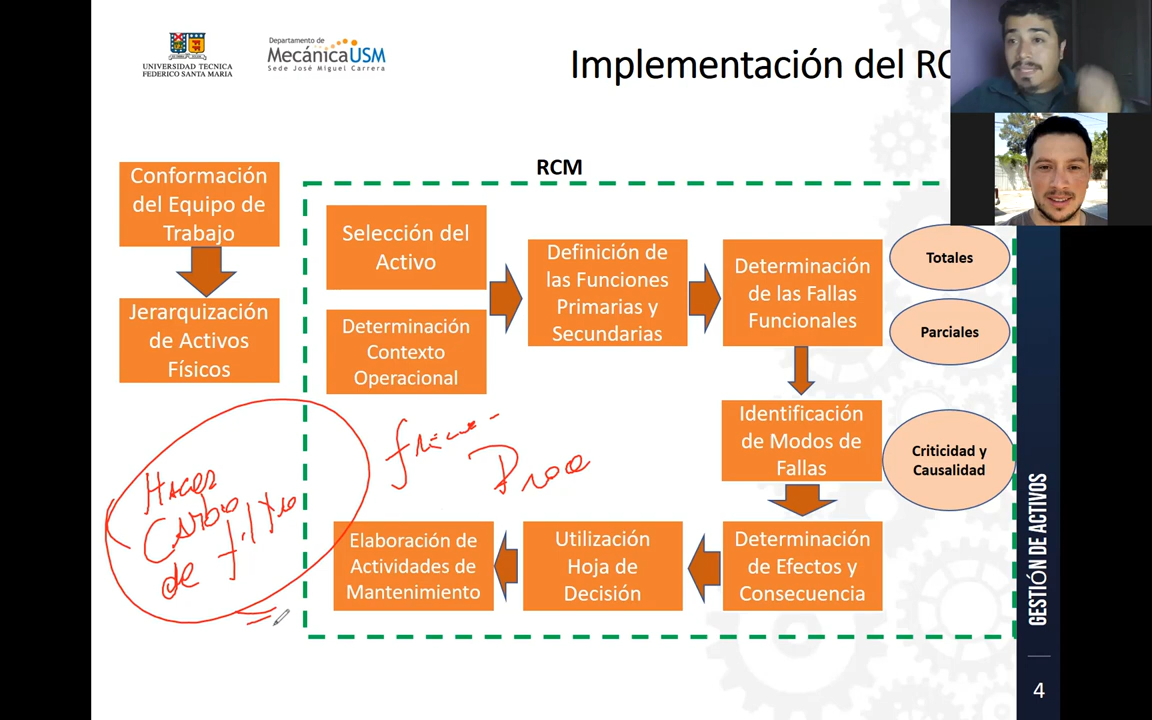 UNIVERSIDAD TECNICA
FEDERICO SANTA MARIA
Departamento de
MecánicaUSM
Sede José Miguel Carrera
Implementación del RC
RCM
Conformación
del Equipo de
Trabajo
Jerarquización
de Activos
Físicos
Selección del
Activo
Determinación
Contexto
Operacional
Definición de
las Funciones
Primarias y
Secundarias
Determinación
de las Fallas
Funcionales
Totales
Parciales
Identificación
de Modos de
Fallas
Criticidad y
Causalidad
Determinación
de Efectos y
Consecuencia
Utilización
Hoja de
Decisión
Elaboración de
Actividades de
Mantenimiento
Hacer
de filtro
GESTIÓN DE ACTIVOS
4